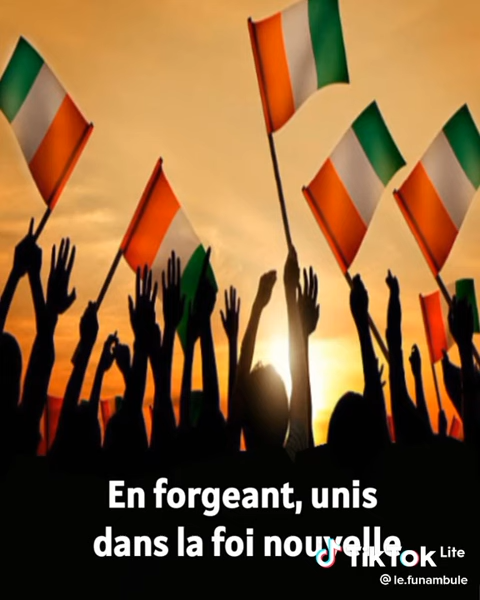 En forgeant, unis
dans la foi nouvelle
TikTok Lite
@le.funambule